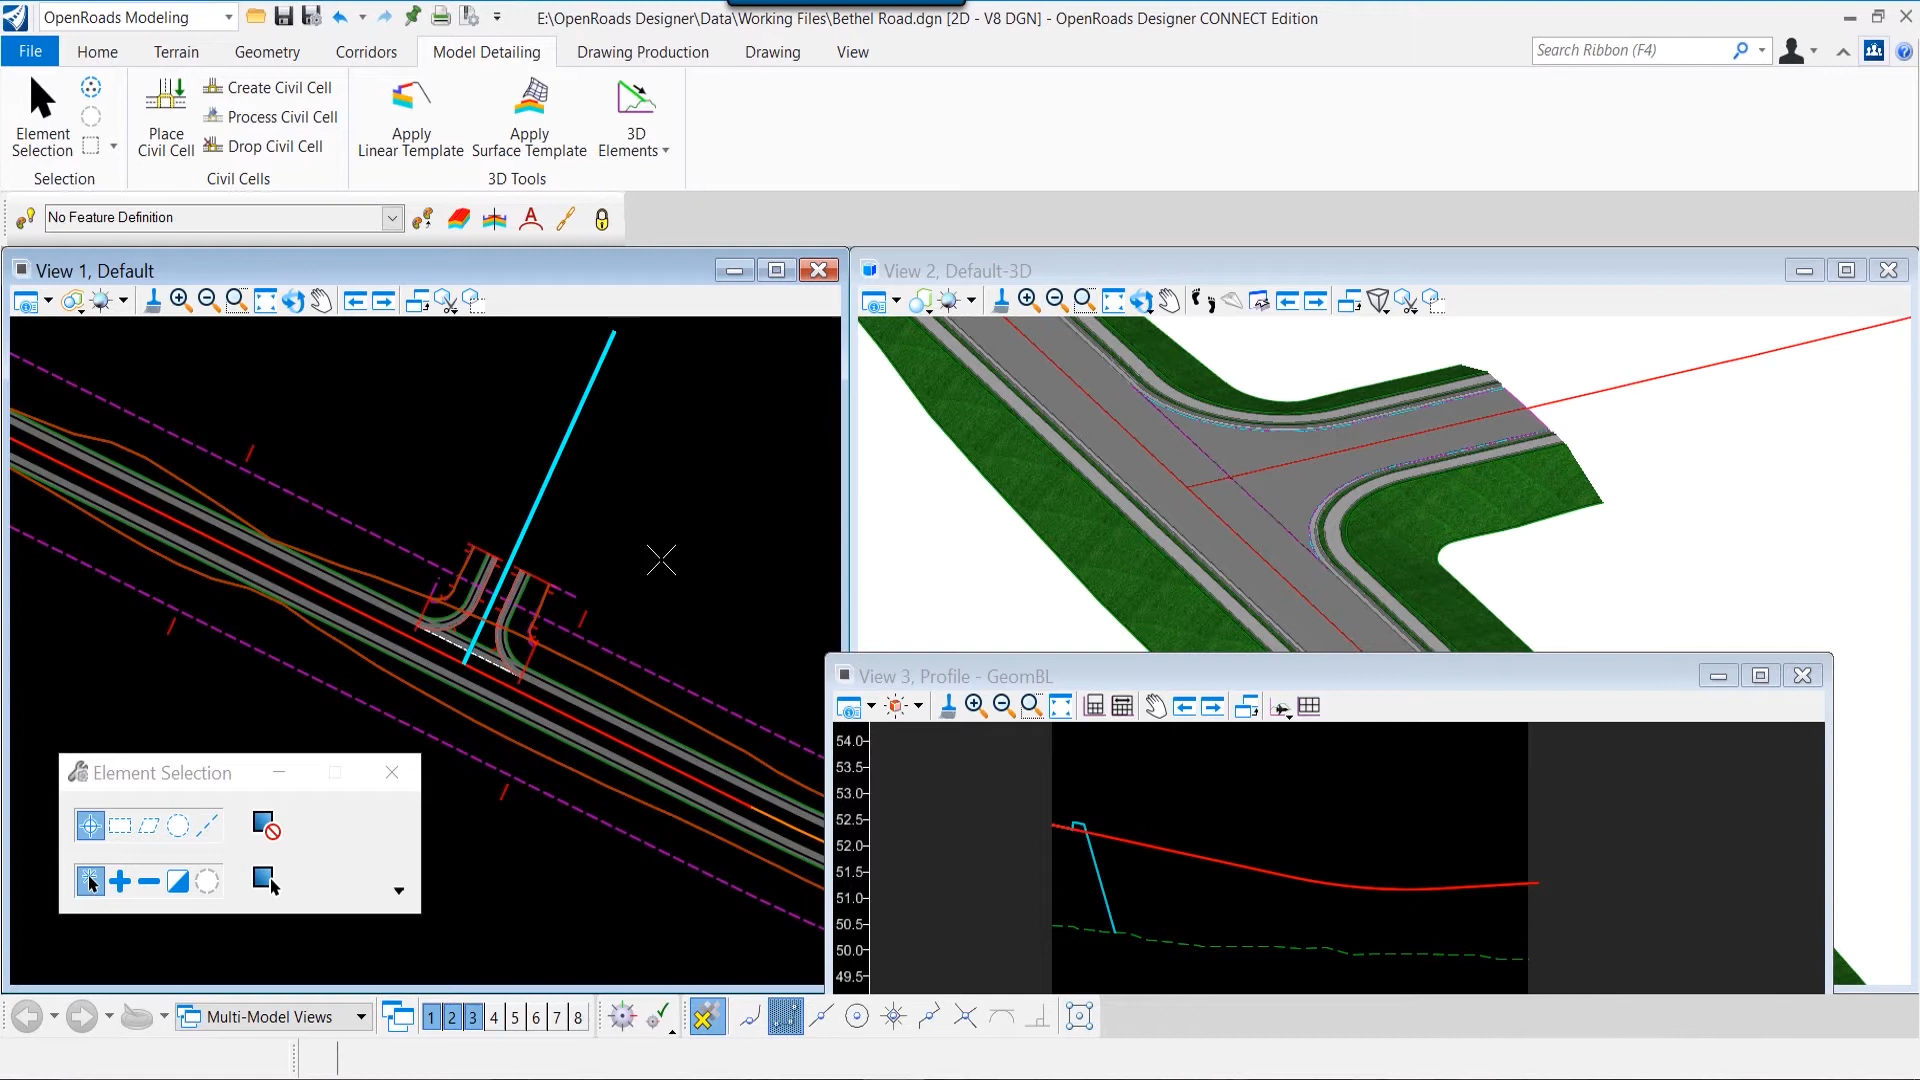 OpenRoads Modeling
E:\OpenRoads Designer\Data\Working Files\Bethel Road.dgn [2D - V8 DGN] - OpenRoads Designer CONNECT Edition
File Home Terrain Geometry Corridors Model Detailing Drawing Production Drawing View
Search Ribbon (F4)
Element Selection
Place Civil Cell
Create Civil Cell
Process Civil Cell
Drop Civil Cell
Apply Linear Template
Apply Surface Template
3D Elements
Selection
Civil Cells
3D Tools
No Feature Definition
View 1, Default
View 2, Default-3D
View 3, Profile - GeomBL
54.0
53.5
53.0
52.5
52.0
51.5
51.0
50.5
50.0
49.5
Element Selection
Multi-Model Views
1 2 3 4 5 6 7 8